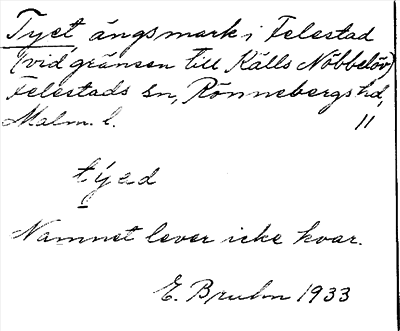 Tyet, ängsmark i Felestad
(vid gränsen till Källs Nöbbelöv)
Felestads sn, Rönnebergs hd,
Malm. l. 11
týed
Namnet lever icke kvar.
E. Bruhn 1933